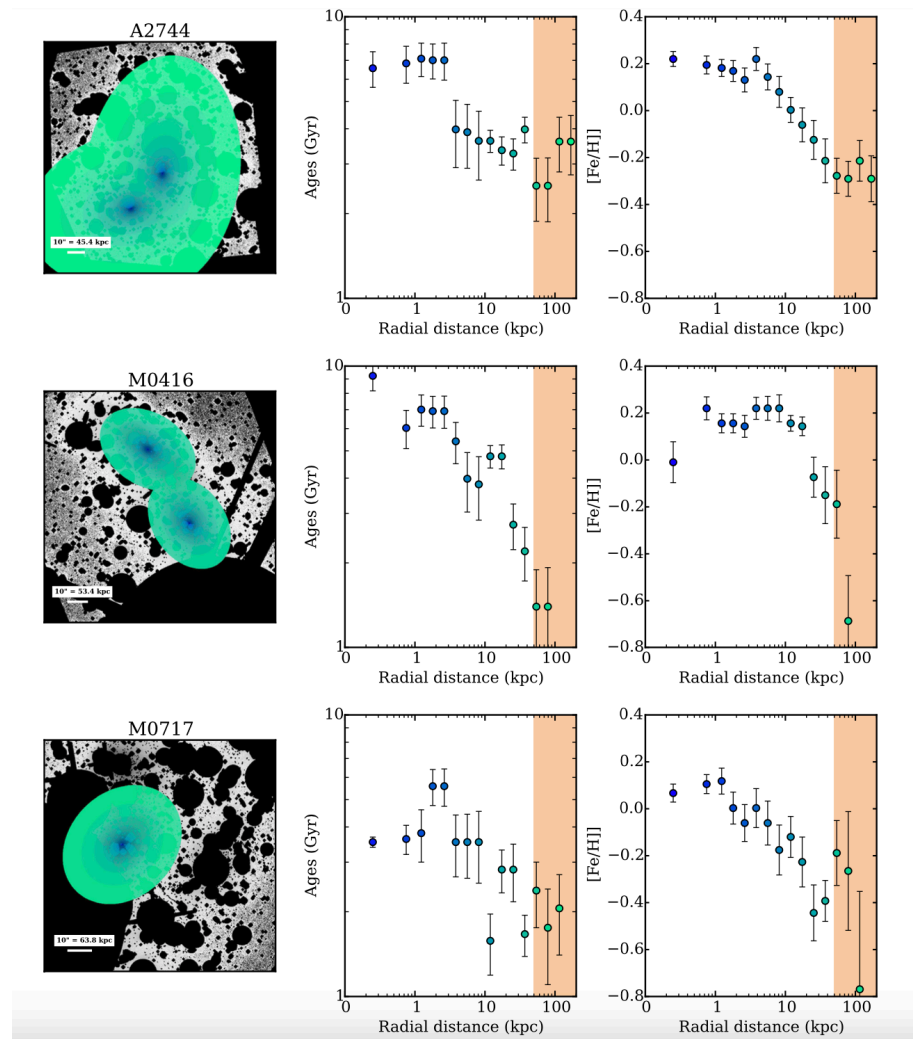 A2744
10" = 45.4 kpc
10
1
Ages (Gyr)
0
1
10
100
Radial distance (kpc)
0.4
0.2
0.0
−0.2
−0.4
−0.6
−0.8
[Fe/H]]
0
1
10
100
Radial distance (kpc)
M0416
10" = 53.4 kpc
10
1
Ages (Gyr)
0
1
10
100
Radial distance (kpc)
0.4
0.2
0.0
−0.2
−0.4
−0.6
−0.8
[Fe/H]]
0
1
10
100
Radial distance (kpc)
M0717
10" = 63.8 kpc
10
1
Ages (Gyr)
0
1
10
100
Radial distance (kpc)
0.4
0.2
0.0
−0.2
−0.4
−0.6
−0.8
[Fe/H]]
0
1
10
100
Radial distance (kpc)